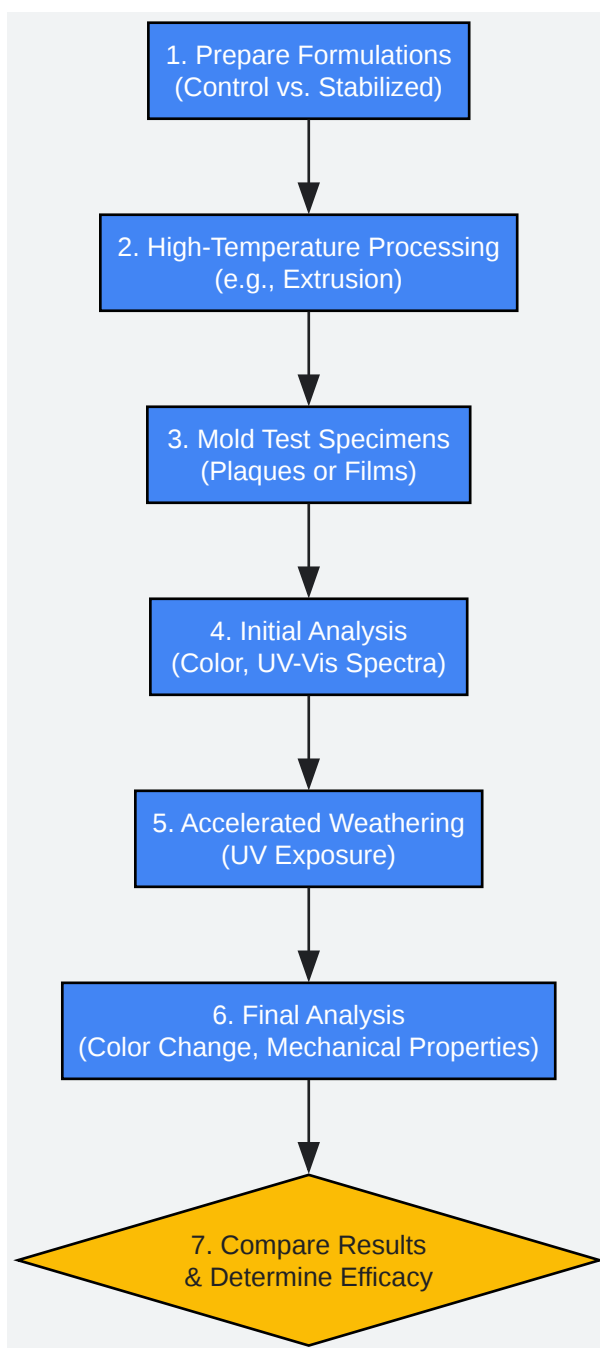 1. Prepare Formulations
(Control vs. Stabilized)
2. High-Temperature Processing
(e.g., Extrusion)
3. Mold Test Specimens
(Plaques or Films)
4. Initial Analysis
(Color, UV-Vis Spectra)
5. Accelerated Weathering
(UV Exposure)
6. Final Analysis
(Color Change, Mechanical Properties)
7. Compare Results
& Determine Efficacy